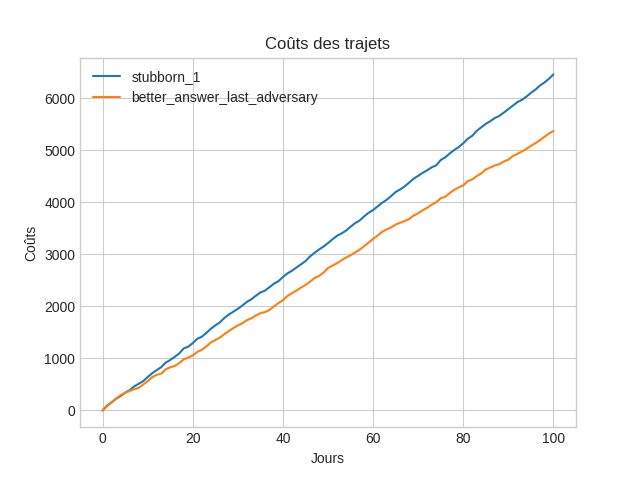 Coûts des trajets
stubborn_1
better_answer_last_adversary
Coûts
6000
5000
4000
3000
2000
1000
0
0 20 40 60 80 100
Jours